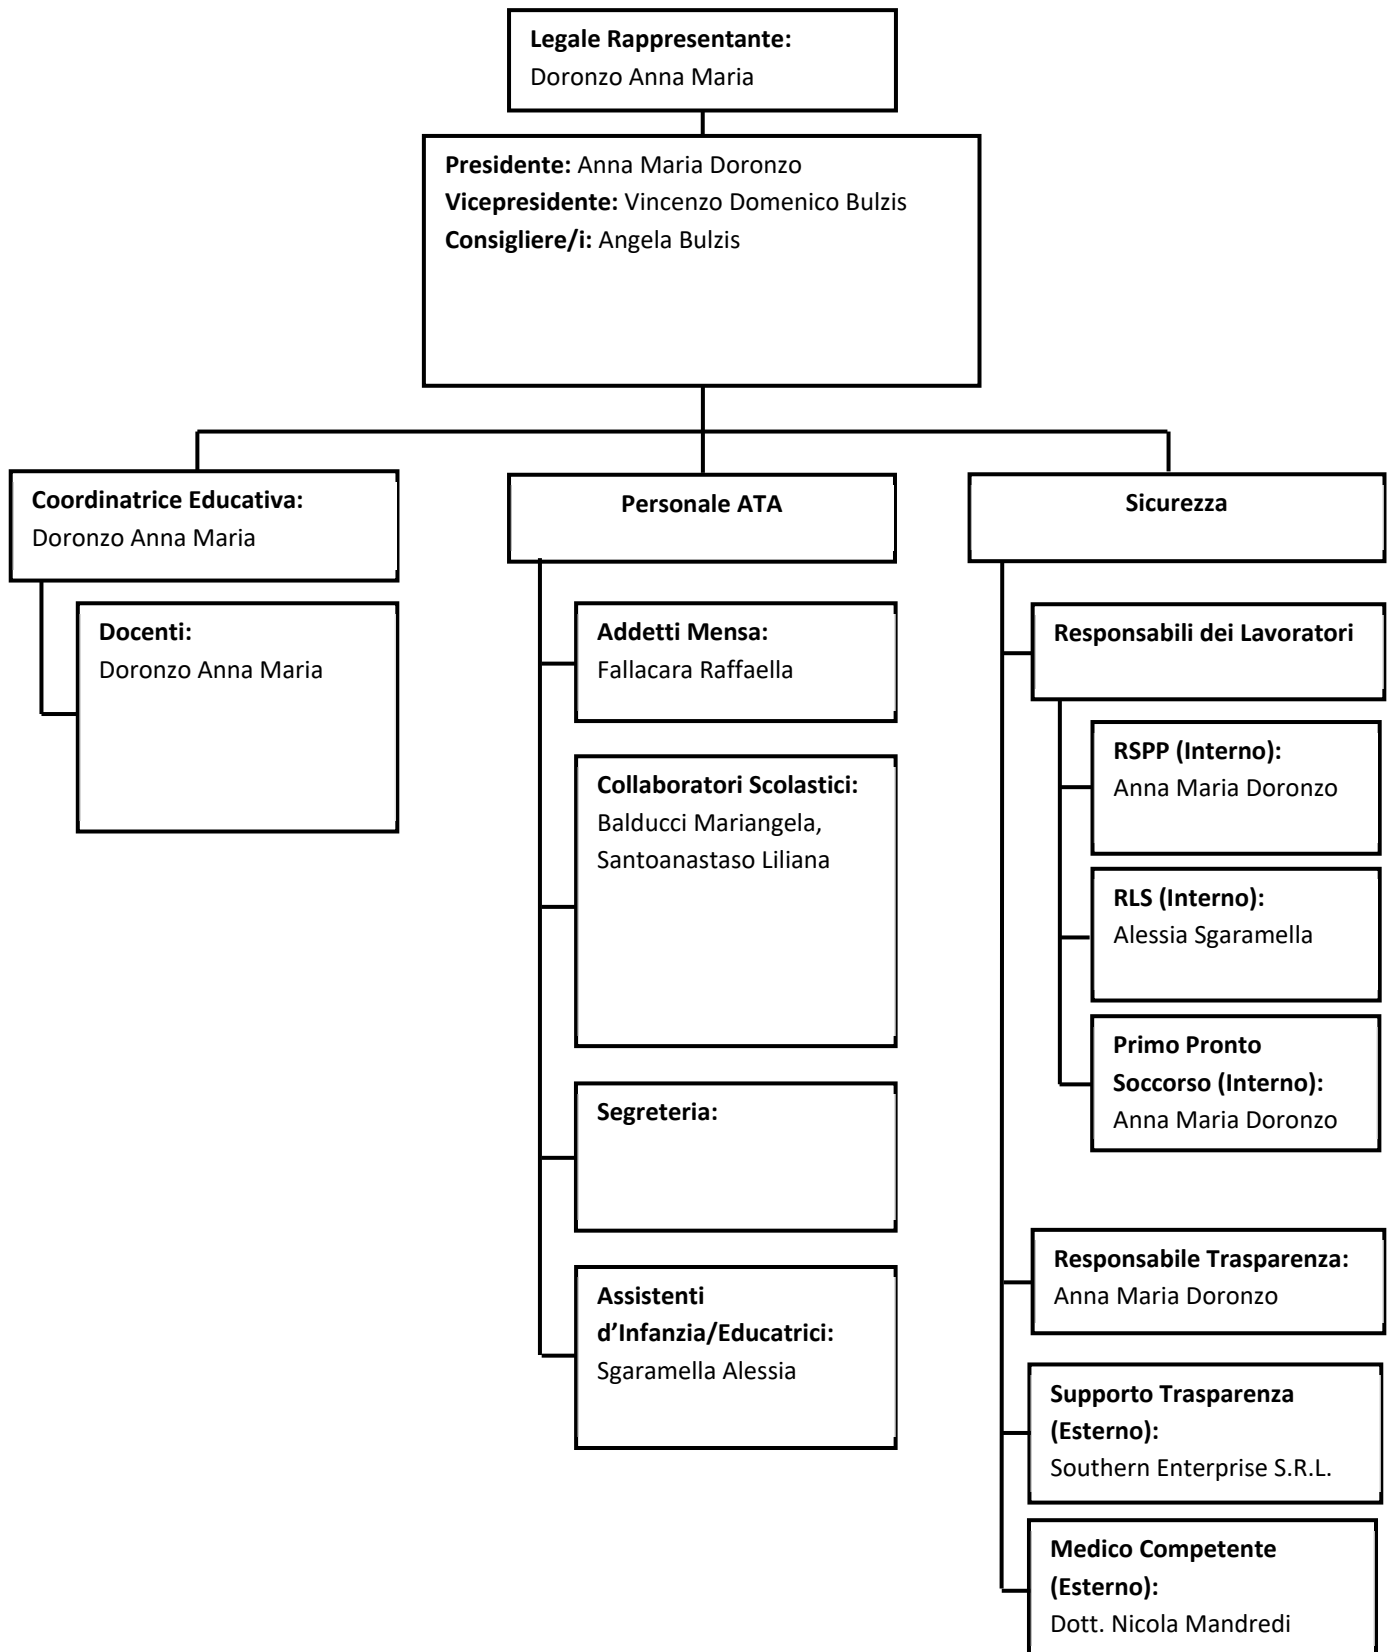 Legale Rappresentante:
Doronzo Anna Maria
Presidente: Anna Maria Doronzo
Vicepresidente: Vincenzo Domenico Bulzis
Consigliere/i: Angela Bulzis
Coordinatrice Educativa:
Doronzo Anna Maria
Docenti:
Doronzo Anna Maria
Personale ATA
Addetti Mensa:
Fallacara Raffaella
Collaboratori Scolastici:
Balducci Mariangela,
Santoanastaso Liliana
Segreteria:
Assistenti
d’Infanzia/Educatrici:
Sgaramella Alessia
Sicurezza
Responsabili dei Lavoratori
RSPP (Interno):
Anna Maria Doronzo
RLS (Interno):
Alessia Sgaramella
Primo Pronto
Soccorso (Interno):
Anna Maria Doronzo
Responsabile Trasparenza:
Anna Maria Doronzo
Supporto Trasparenza
(Esterno):
Southern Enterprise S.R.L.
Medico Competente
(Esterno):
Dott. Nicola Mandredi